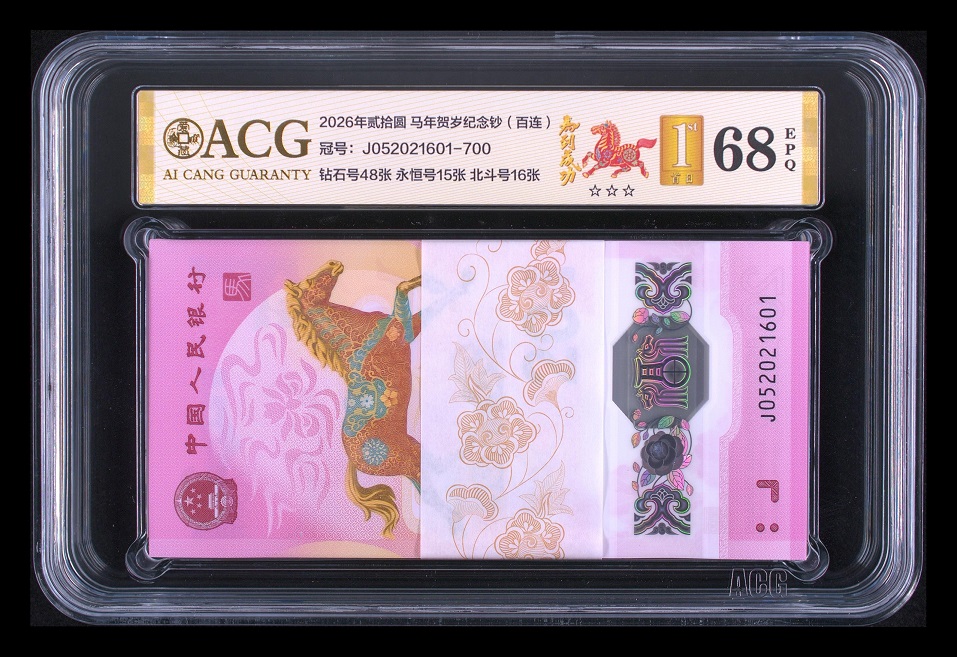 ACG
AI CANG GUARANTY
2026年贰拾圆 马年贺岁纪念钞（百连）
冠号：J052021601-700
钻石号48张 永恒号15张 北斗号16张
马到成功
1ST
首日
68
EPQ
中国人民银行
J052021601
ACG